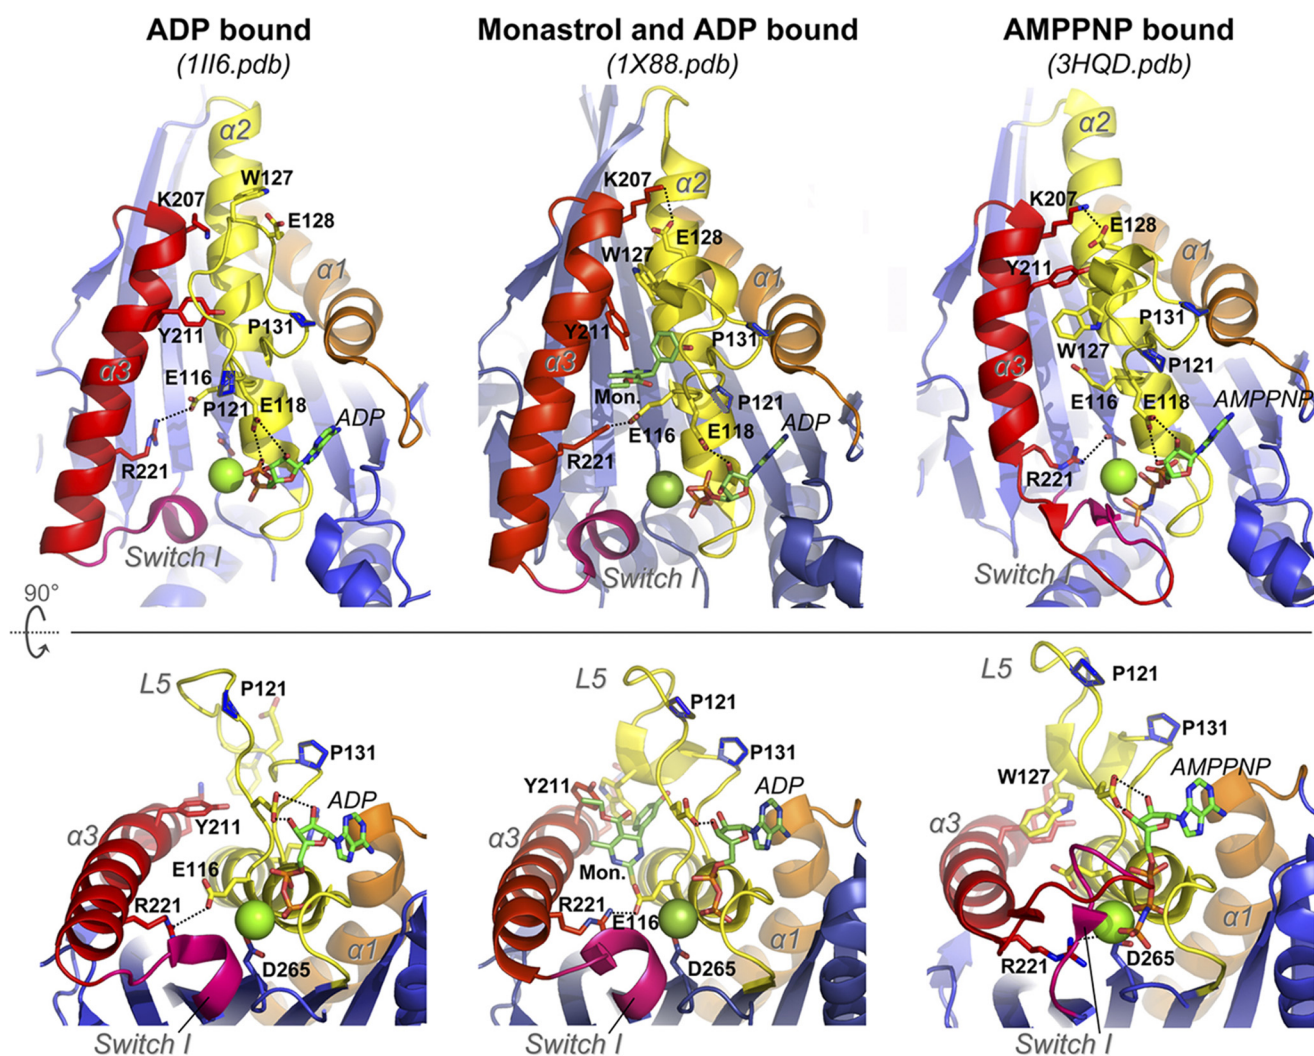 ADP bound
(1II6.pdb)
Monastrol and ADP bound
(1X88.pdb)
AMPPNP bound
(3HQD.pdb)
α2
W127
K207
E128
α1
Y211
P131
α3
E116
P121
E118
ADP
R221
Switch I
K207
α2
E128
W127
α1
Y211
P131
α3
Mon.
P121
E116
E118
ADP
R221
Switch I
α2
K207
E128
α1
Y211
P131
W127
P121
α3
E116
E118
AMPPNP
R221
Switch I
90°
L5
P121
P131
ADP
Y211
α3
E116
R221
α1
D265
Switch I
L5
P121
P131
Y211
ADP
α3
Mon.
R221
E116
α1
D265
Switch I
L5
P121
P131
W127
AMPPNP
α3
α1
R221
D265
Switch I